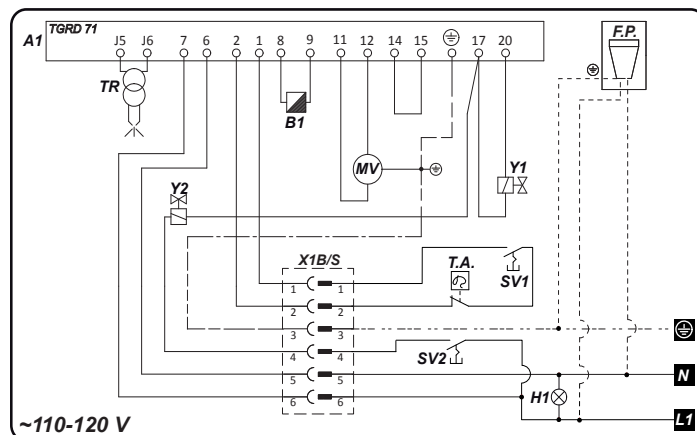 TGRD 71
A1
J5 J6 7 6 2 1 8 9 11 12 14 15 17 20
F.P.
TR
B1
MV
Y1
Y2
X1B/S
T.A.
SV1
1 1
2 2
3 3
4 4
SV2
5 5
N
H1
6 6
L1
~110-120 V